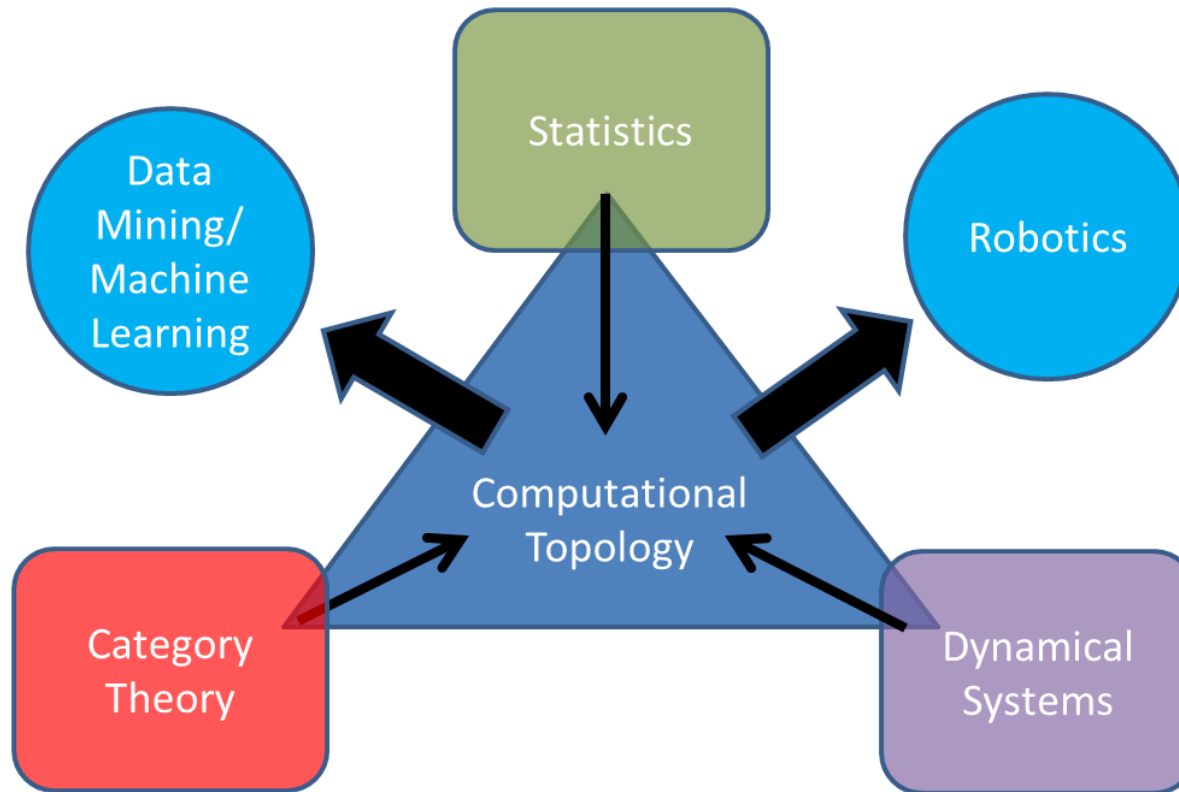 Statistics
Data
Mining/
Machine
Learning
Robotics
Computational
Topology
Category
Theory
Dynamical
Systems